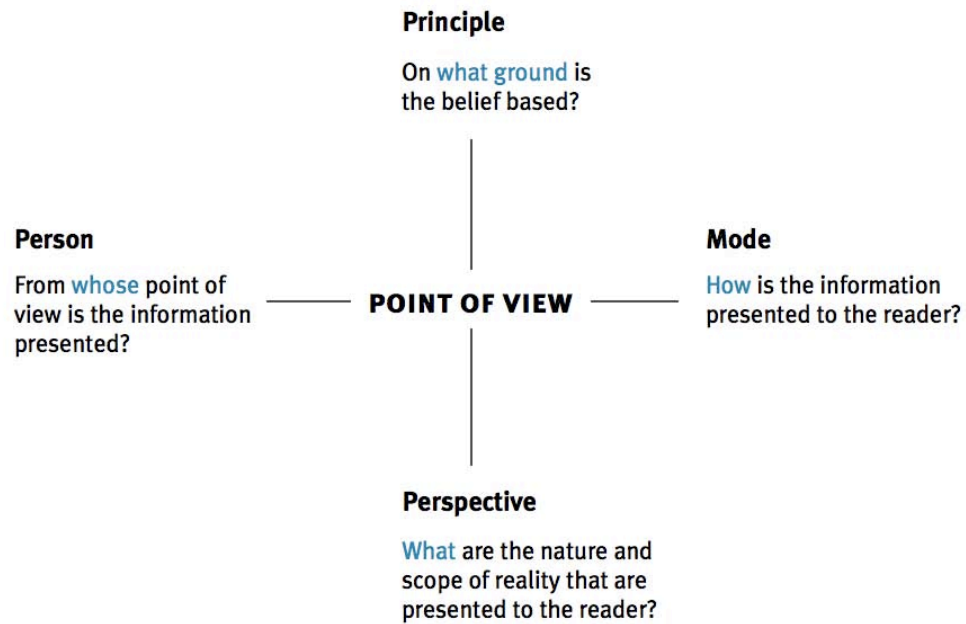 Principle
On what ground is
the belief based?
Person
From whose point of
view is the information
presented?
POINT OF VIEW
Mode
How is the information
presented to the reader?
Perspective
What are the nature and
scope of reality that are
presented to the reader?